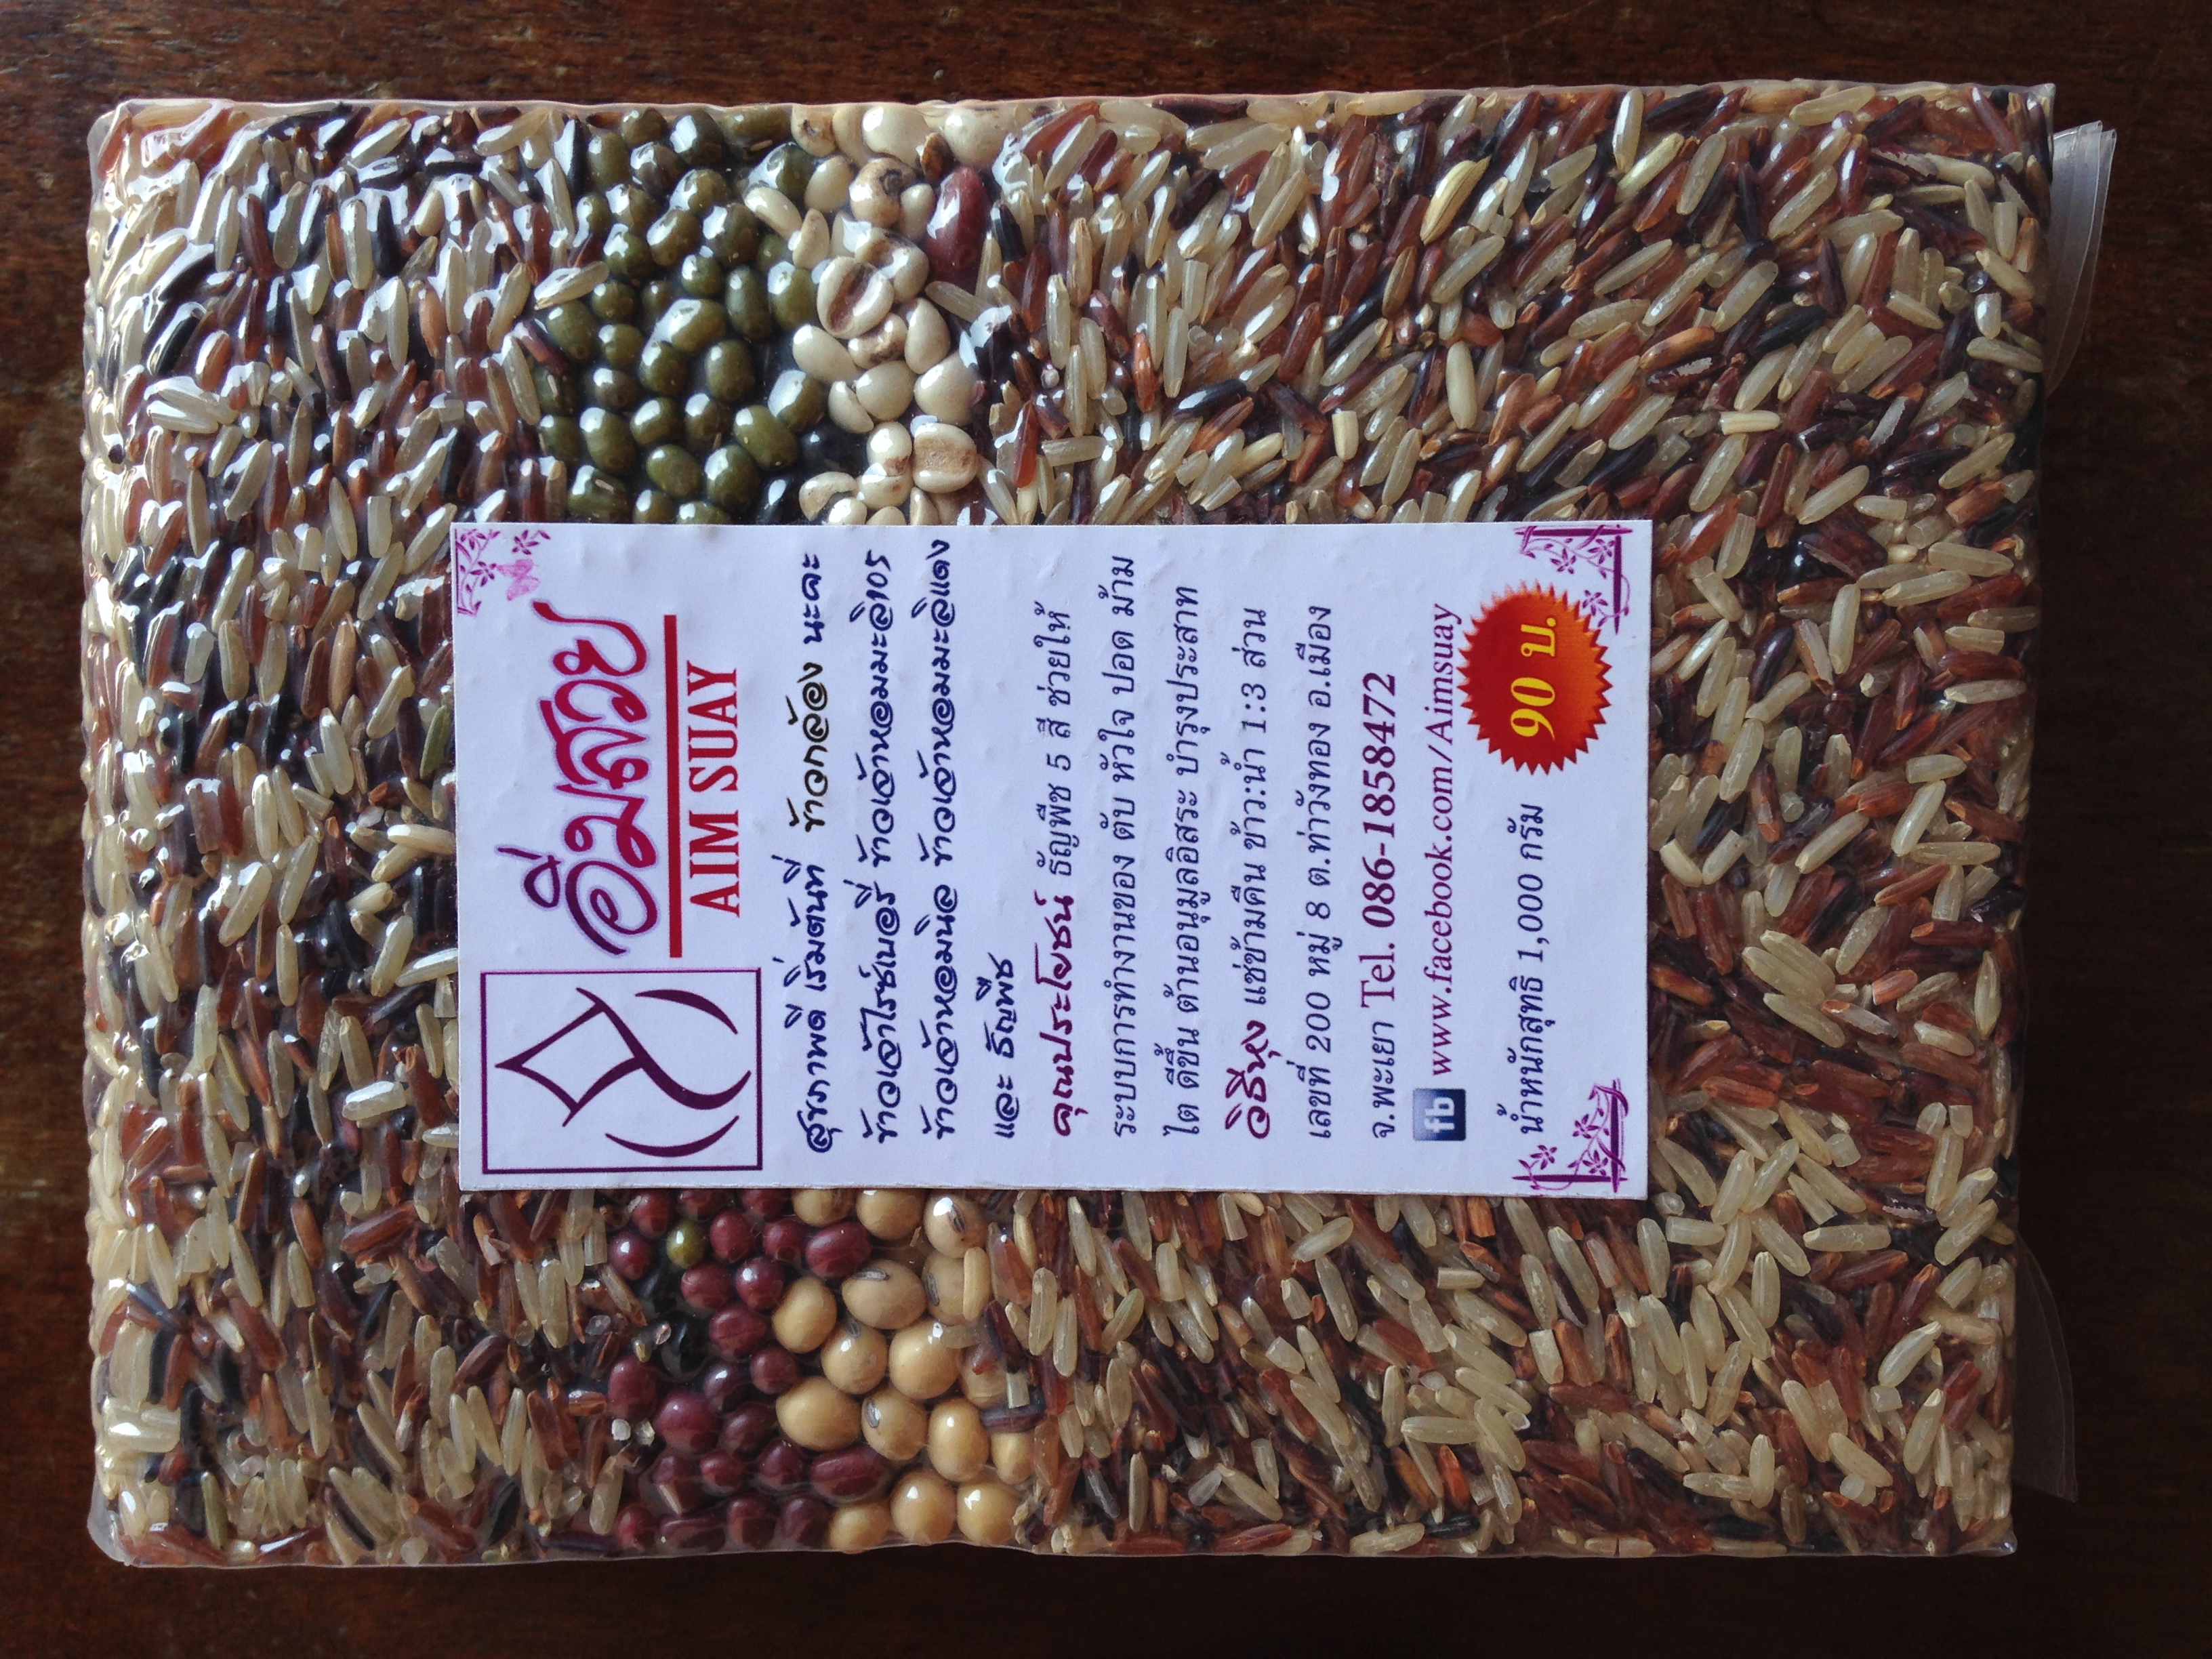 อิ่มสวย
AIM SUAY
สุขภาพดี เริ่มต้นที่ ข้าวกล้อง นะคะ
ข้าวเจ้าไรซ์เบอรี่ ข้าวเจ้าหอมมะลิ105
ข้าวเจ้าหอมนิล ข้าวเจ้าหอมมะลิแดง
และ ธัญพืช
คุณประโยชน์ ธัญพืช 5 สี ช่วยให้
ระบบการทำงานของ ตับ หัวใจ ปอด ม้าม
ไต ดีขึ้น ต้านอนุมูลอิสระ บำรุงประสาท
วิธีหุง แช่ข้ามคืน ข้าว:น้ำ 1:3 ส่วน
เลขที่ 200 หมู่ 8 ต.ท่าวังทอง อ.เมือง
จ.พะเยา Tel. 086-1858472
fb www.facebook.com/Aimsuay
น้ำหนักสุทธิ 1,000 กรัม
90 บ.